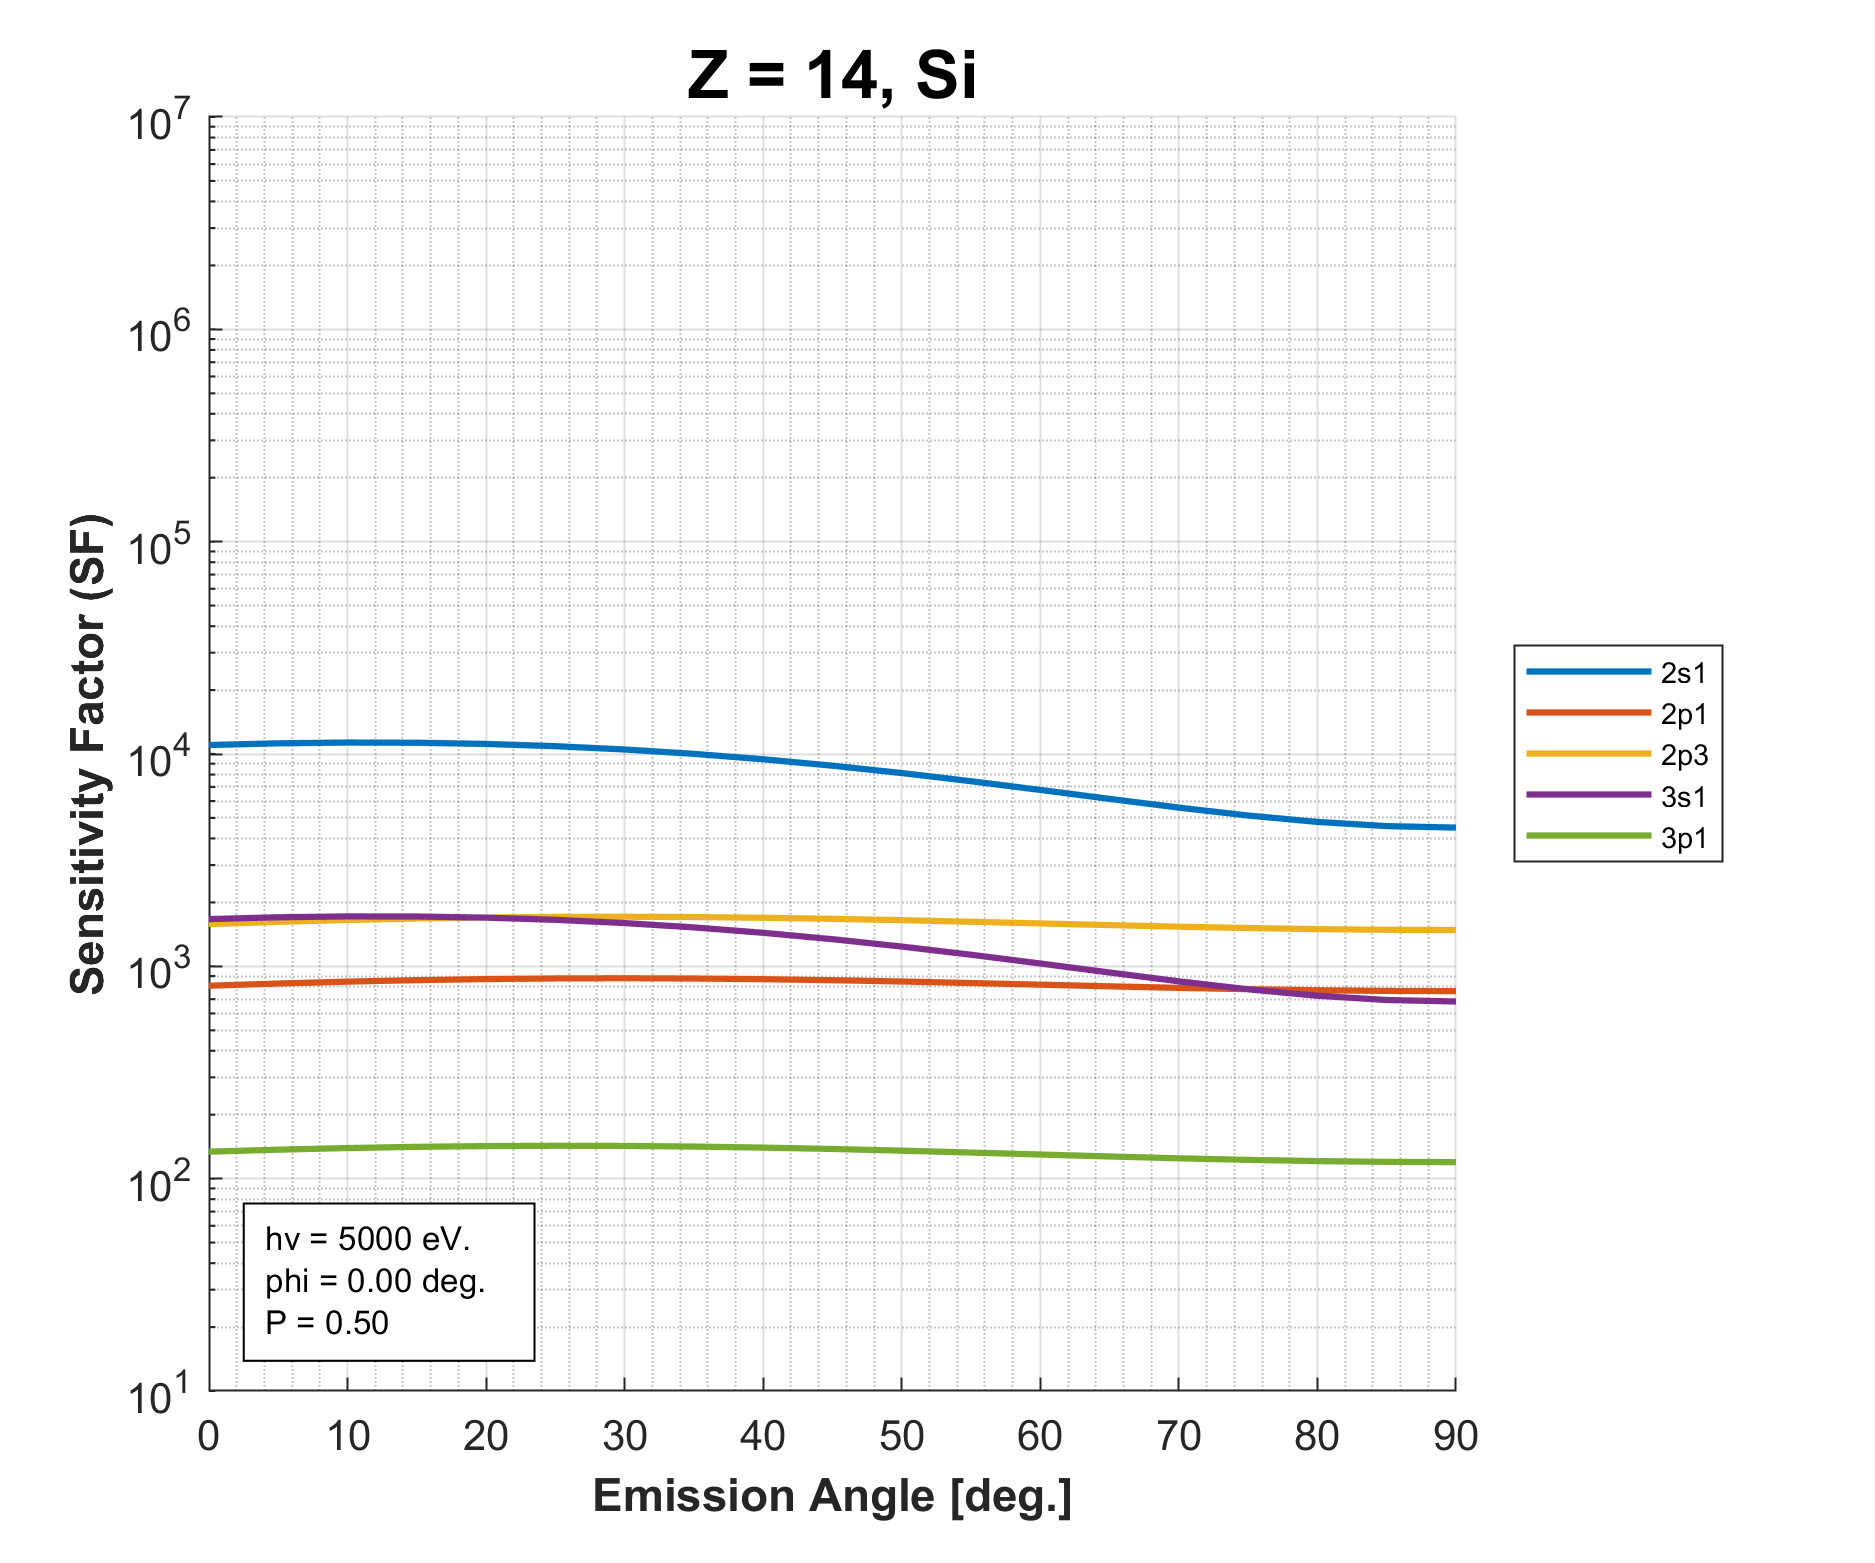 Z = 14, Si
10^7
10^6
10^5
10^4
10^3
10^2
10^1
Sensitivity Factor (SF)
0 10 20 30 40 50 60 70 80 90
Emission Angle [deg.]
hv = 5000 eV.
phi = 0.00 deg.
P = 0.50
2s1
2p1
2p3
3s1
3p1